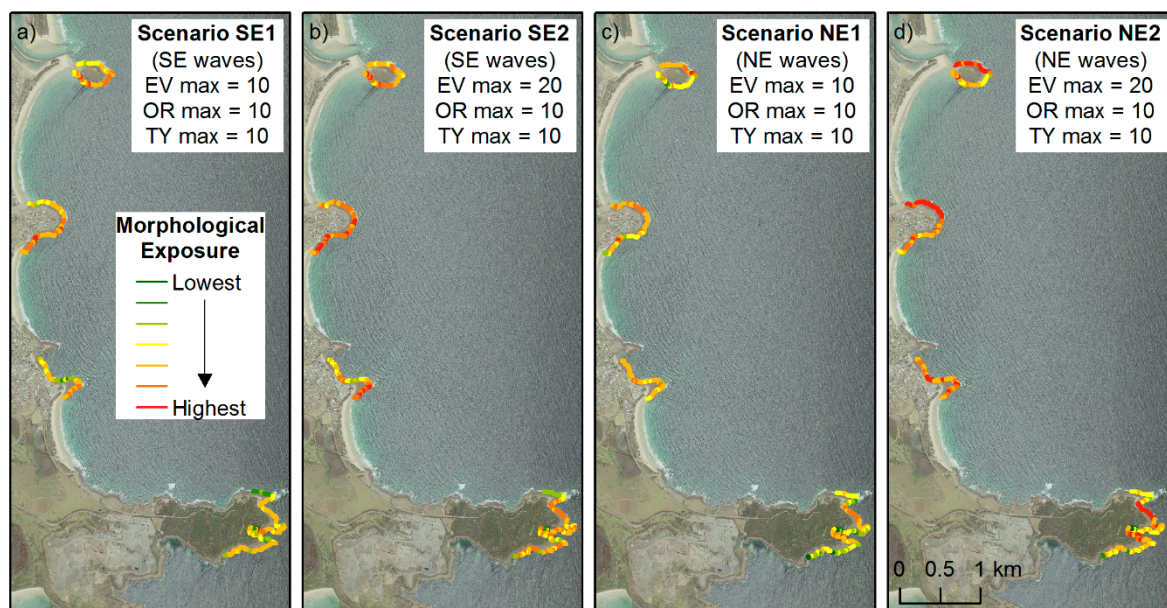 a)
Scenario SE1
(SE waves)
EV max = 10
OR max = 10
TY max = 10
b)
Scenario SE2
(SE waves)
EV max = 20
OR max = 10
TY max = 10
c)
Scenario NE1
(NE waves)
EV max = 10
OR max = 10
TY max = 10
d)
Scenario NE2
(NE waves)
EV max = 20
OR max = 10
TY max = 10
Morphological
Exposure
Lowest
Highest
0 0.5 1 km